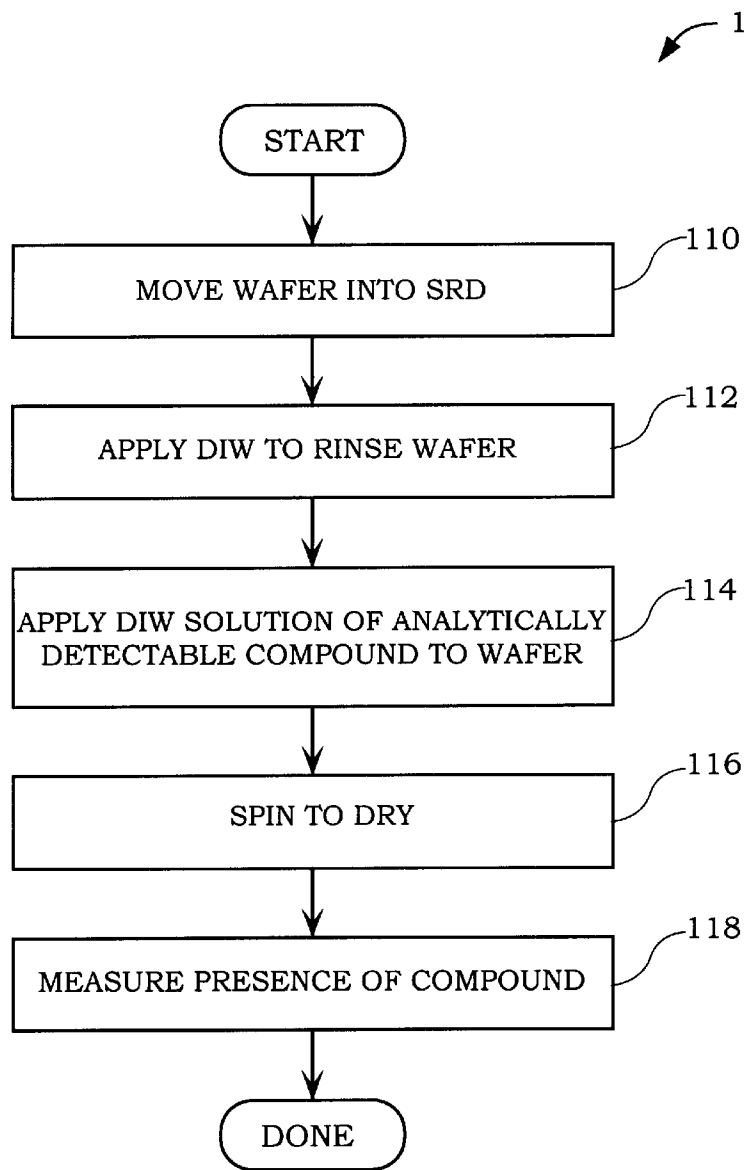 1
START
110
MOVE WAFER INTO SRD
112
APPLY DIW TO RINSE WAFER
114
APPLY DIW SOLUTION OF ANALYTICALLY
DETECTABLE COMPOUND TO WAFER
116
SPIN TO DRY
118
MEASURE PRESENCE OF COMPOUND
DONE